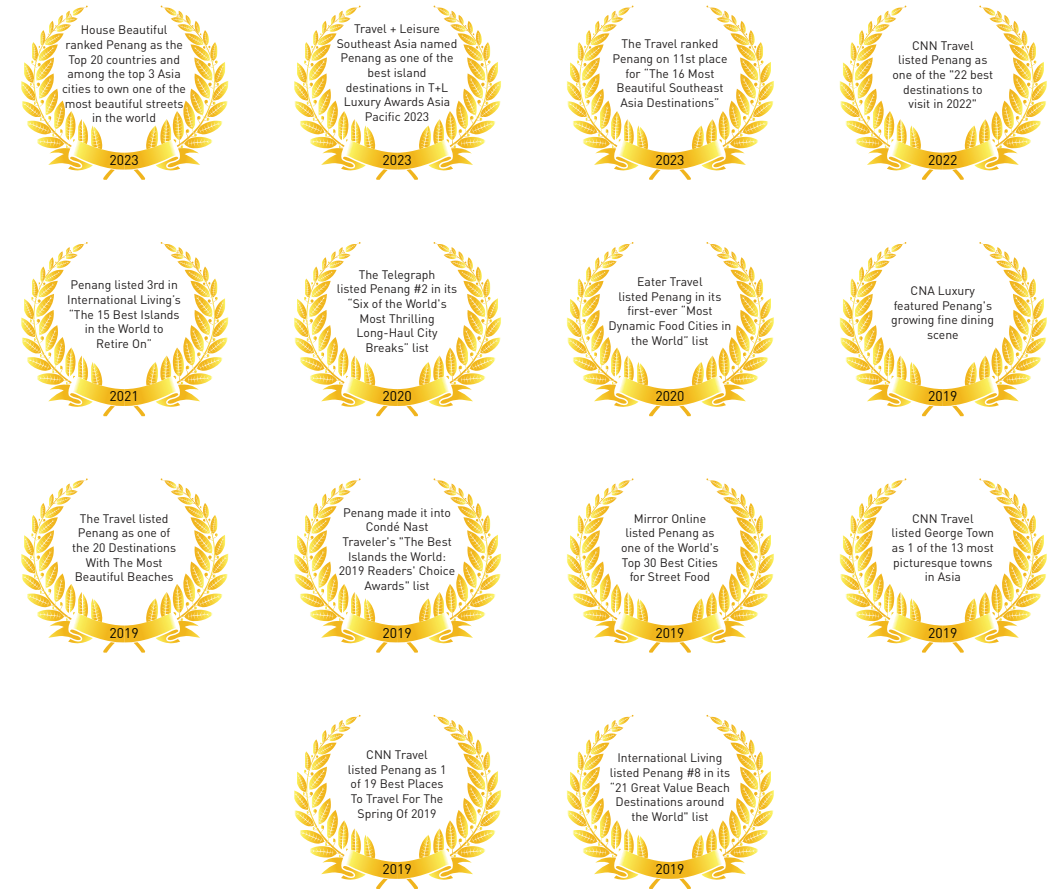 House Beautiful
ranked Penang as the
Top 20 countries and
among the top 3 Asia
cities to own one of the
most beautiful streets
in the world
2023
Travel + Leisure
Southeast Asia named
Penang as one of the
best island
destinations in T+L
Luxury Awards Asia
Pacific 2023
2023
The Travel ranked
Penang on 11st place
for “The 16 Most
Beautiful Southeast
Asia Destinations”
2023
CNN Travel
listed Penang as
one of the "22 best
destinations to
visit in 2022"
2022
Penang listed 3rd in
International Living’s
“The 15 Best Islands
in the World to
Retire On”
2021
The Telegraph
listed Penang #2 in its
“Six of the World's
Most Thrilling
Long-Haul City
Breaks” list
2020
Eater Travel
listed Penang in its
first-ever “Most
Dynamic Food Cities in
the World” list
2020
CNA Luxury
featured Penang’s
growing fine dining
scene
2019
The Travel listed
Penang as one of
the 20 Destinations
With The Most
Beautiful Beaches
2019
Penang made it into
Condé Nast
Traveler's "The Best
Islands the World:
2019 Readers' Choice
Awards" list
2019
Mirror Online
listed Penang as
one of the World's
Top 30 Best Cities
for Street Food
2019
CNN Travel
listed George Town
as 1 of the 13 most
picturesque towns
in Asia
2019
CNN Travel
listed Penang as 1
of 19 Best Places
To Travel For The
Spring Of 2019
2019
International Living
listed Penang #8 in its
“21 Great Value Beach
Destinations around
the World” list
2019